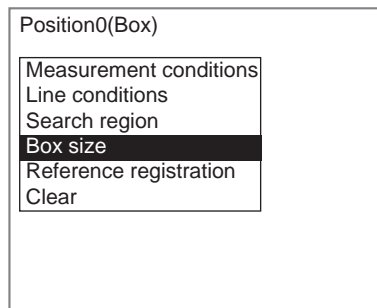 Position0(Box)
Measurement conditions
Line conditions
Search region
Box size
Reference registration
Clear